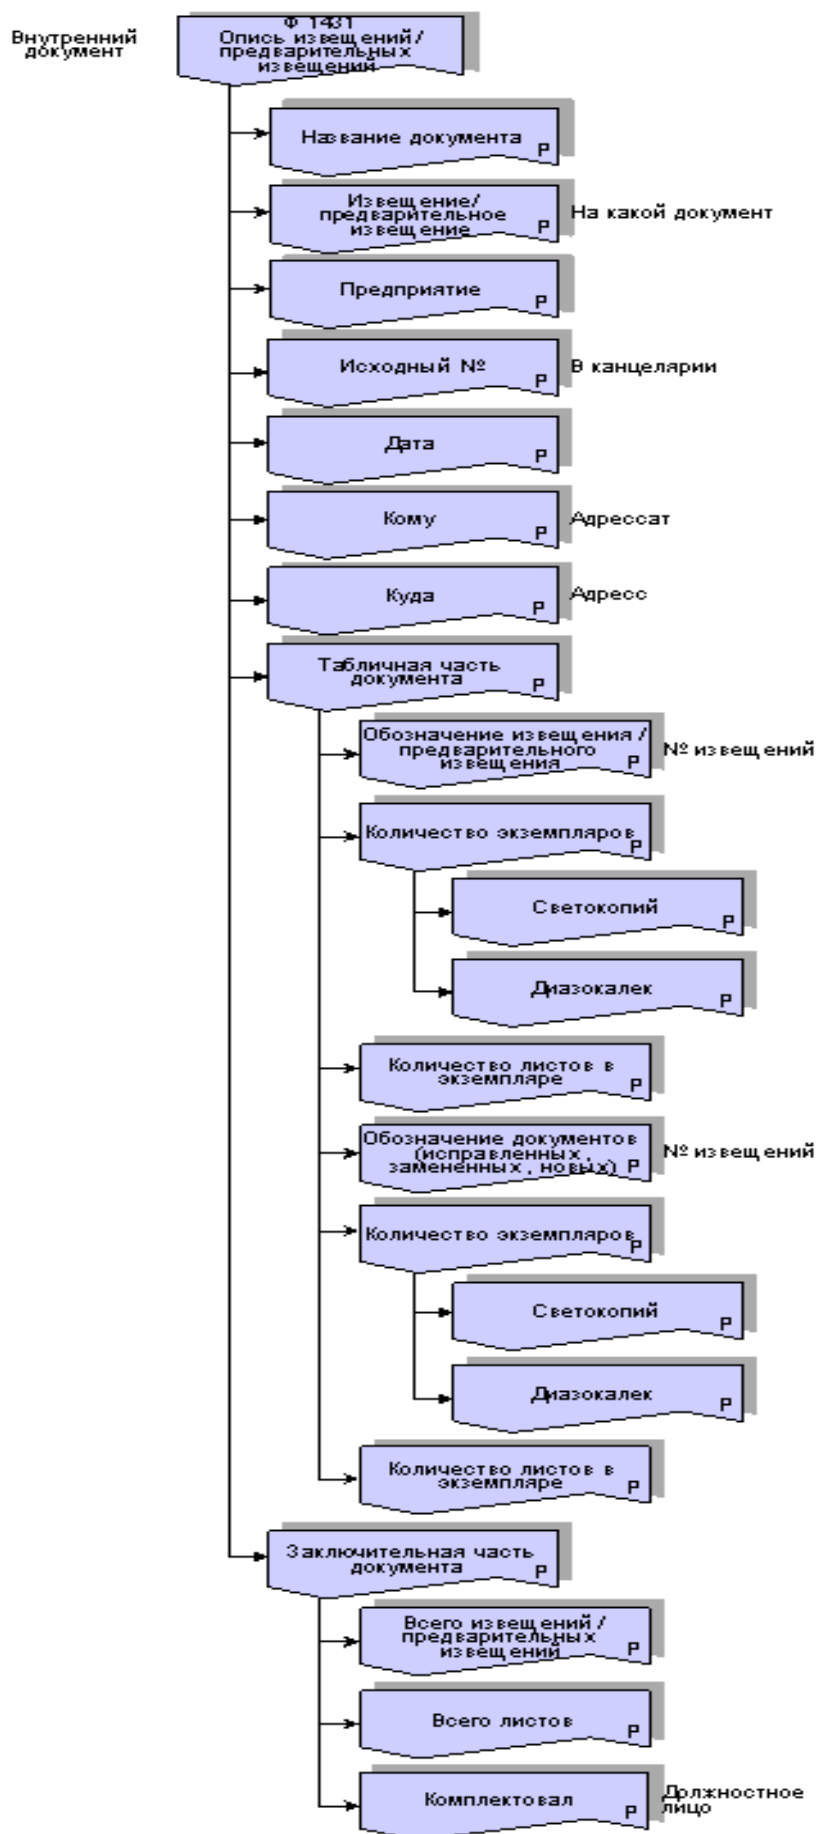 Внутренний
документ
Ф 1431
Опись извещений/
предварительных
извещений
Название документа
Р
Извещение/
предварительное
извещение
Р
На какой документ
Предприятие
Р
Исходный №
Р
В канцелярии
Дата
Р
Кому
Р
Адрессат
Куда
Р
Адресс
Табличная часть
документа
Р
Обозначение извещения /
предварительного
извещения
Р
№ извещений
Количество экземпляров
Р
Светокопий
Р
Диазокалек
Р
Количество листов в
экземпляре
Р
Обозначение документов
(исправленных,
замененных, новых)
Р
№ извещений
Количество экземпляров
Р
Светокопий
Р
Диазокалек
Р
Количество листов в
экземпляре
Р
Заключительная часть
документа
Р
Всего извещений /
предварительных
извещений
Р
Всего листов
Р
Комплектовал
Р
Должностное
лицо